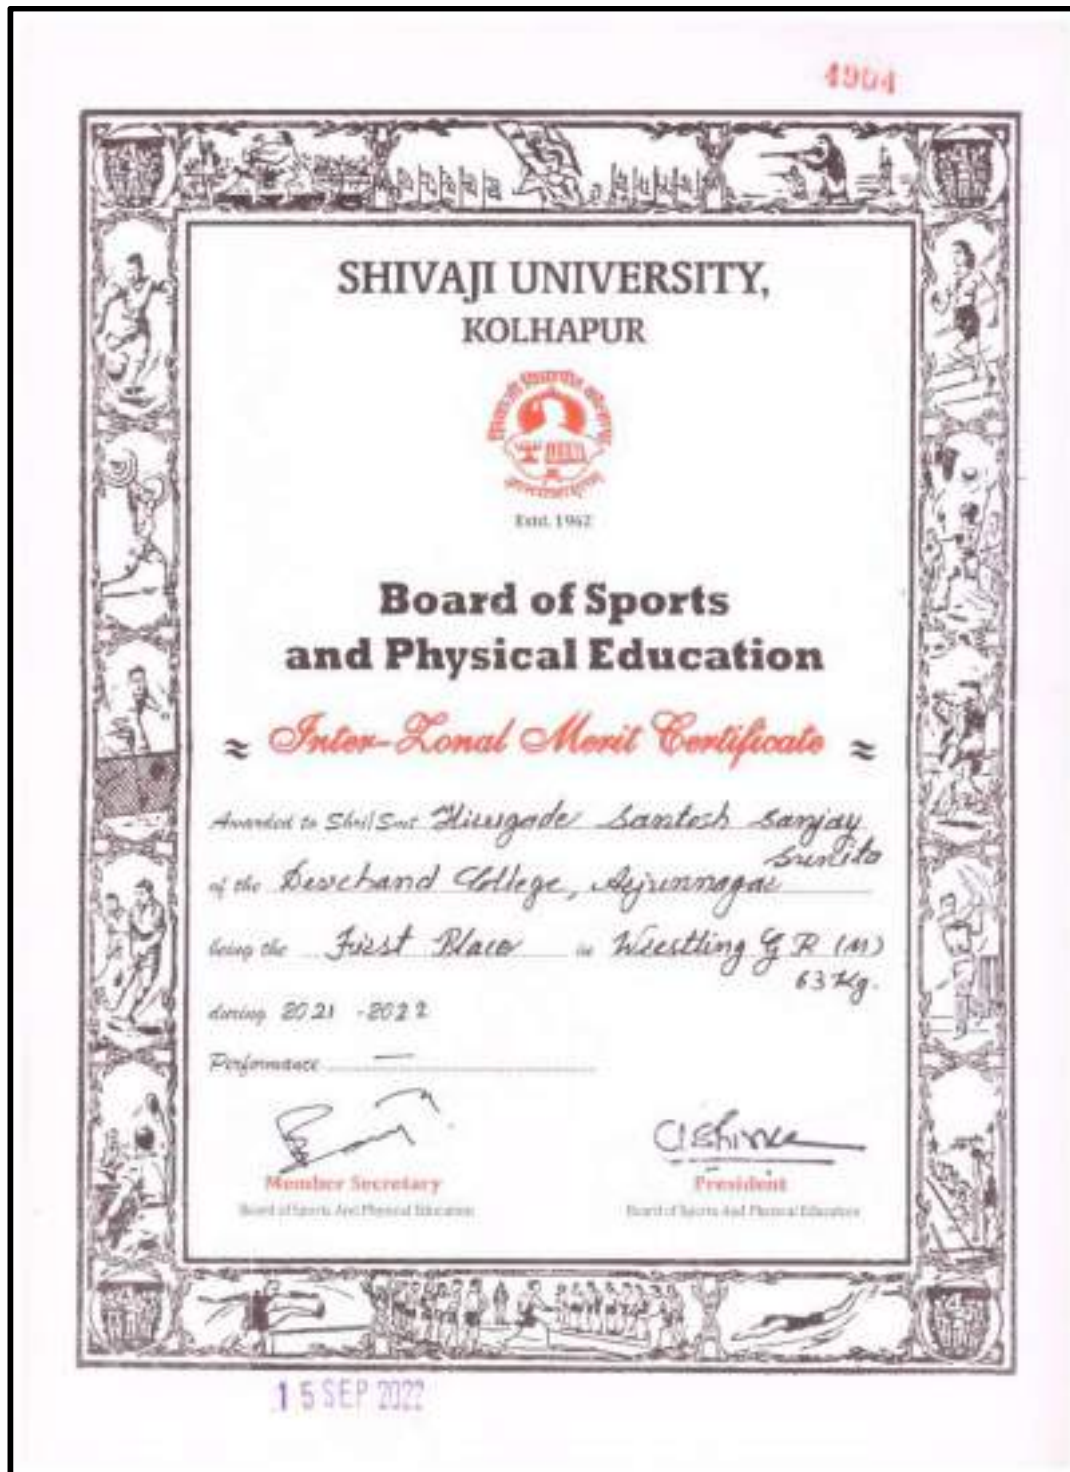 4904
SHIVAJI UNIVERSITY,
KOLHAPUR
Estd. 1962
Board of Sports
and Physical Education
≈ Inter-Zonal Merit Certificate ≈
Awarded to Shri/Smt Hirugade Santosh Sanjay
Sunita
of the Devchand College, Arjunnagar
being the First Place in Wrestling G R (M)
63 Kg.
during 2021 - 2022
Performance —
Member Secretary President
Board of Sports And Physical Education Board of Sports And Physical Education
15 SEP 2022